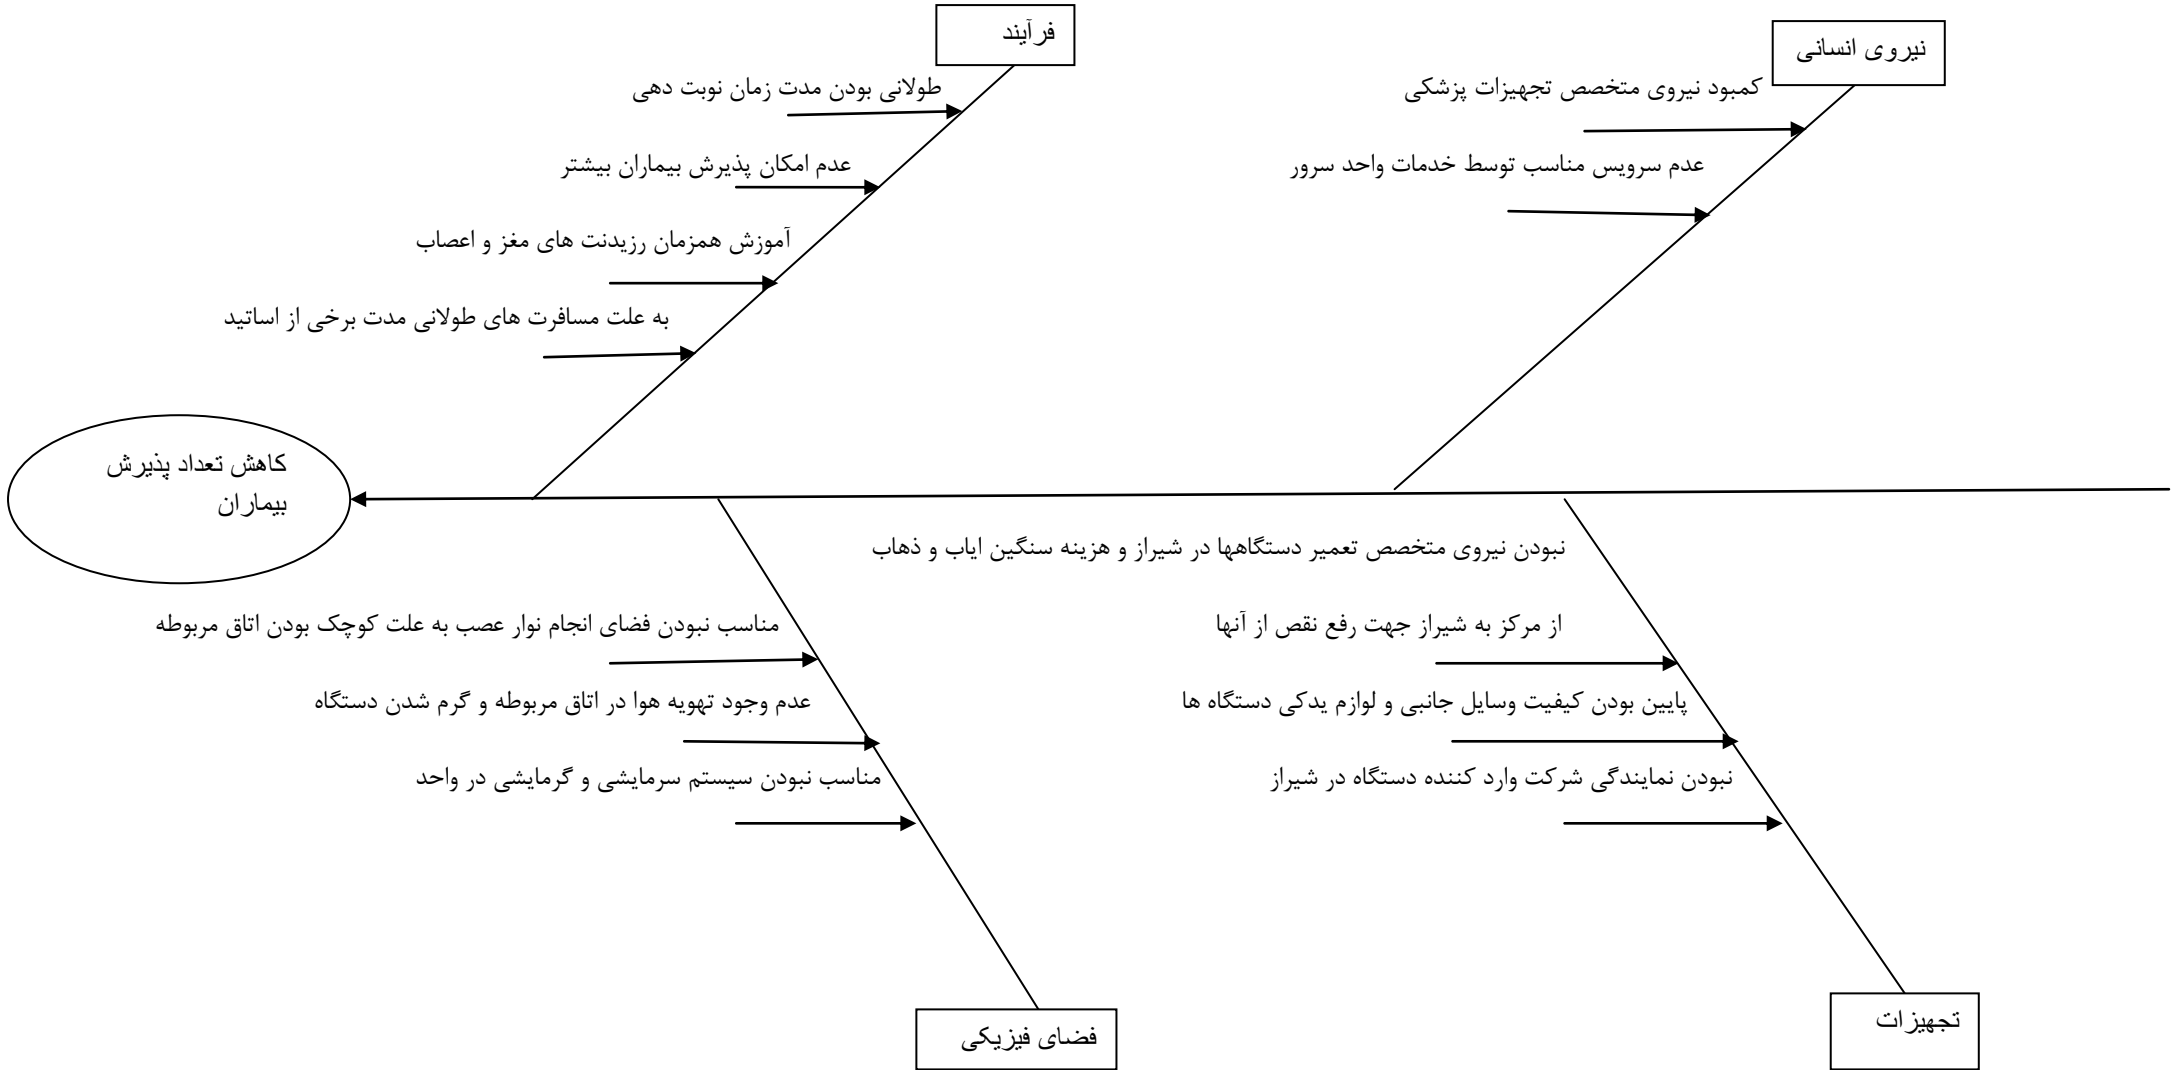 فرآیند
نیروی انسانی
کمبود نیروی متخصص تجهیزات پزشکی
طولانی بودن مدت زمان نوبت دهی
عدم سرویس مناسب توسط خدمات واحد سرور
عدم امکان پذیرش بیماران بیشتر
آموزش همزمان رزیدنت های مغز و اعصاب
به علت مسافرت های طولانی مدت برخی از اساتید
کاهش تعداد پذیرش
بیماران
نبودن نیروی متخصص تعمیر دستگاهها در شیراز و هزینه سنگین ایاب و ذهاب
از مرکز به شیراز جهت رفع نقص از آنها
مناسب نبودن فضای انجام نوار عصب به علت کوچک بودن اتاق مربوطه
پایین بودن کیفیت وسایل جانبی و لوازم یدکی دستگاه ها
عدم وجود تهویه هوا در اتاق مربوطه و گرم شدن دستگاه
نبودن نمایندگی شرکت وارد کننده دستگاه در شیراز
مناسب نبودن سیستم سرمایشی و گرمایشی در واحد
تجهیزات
فضای فیزیکی